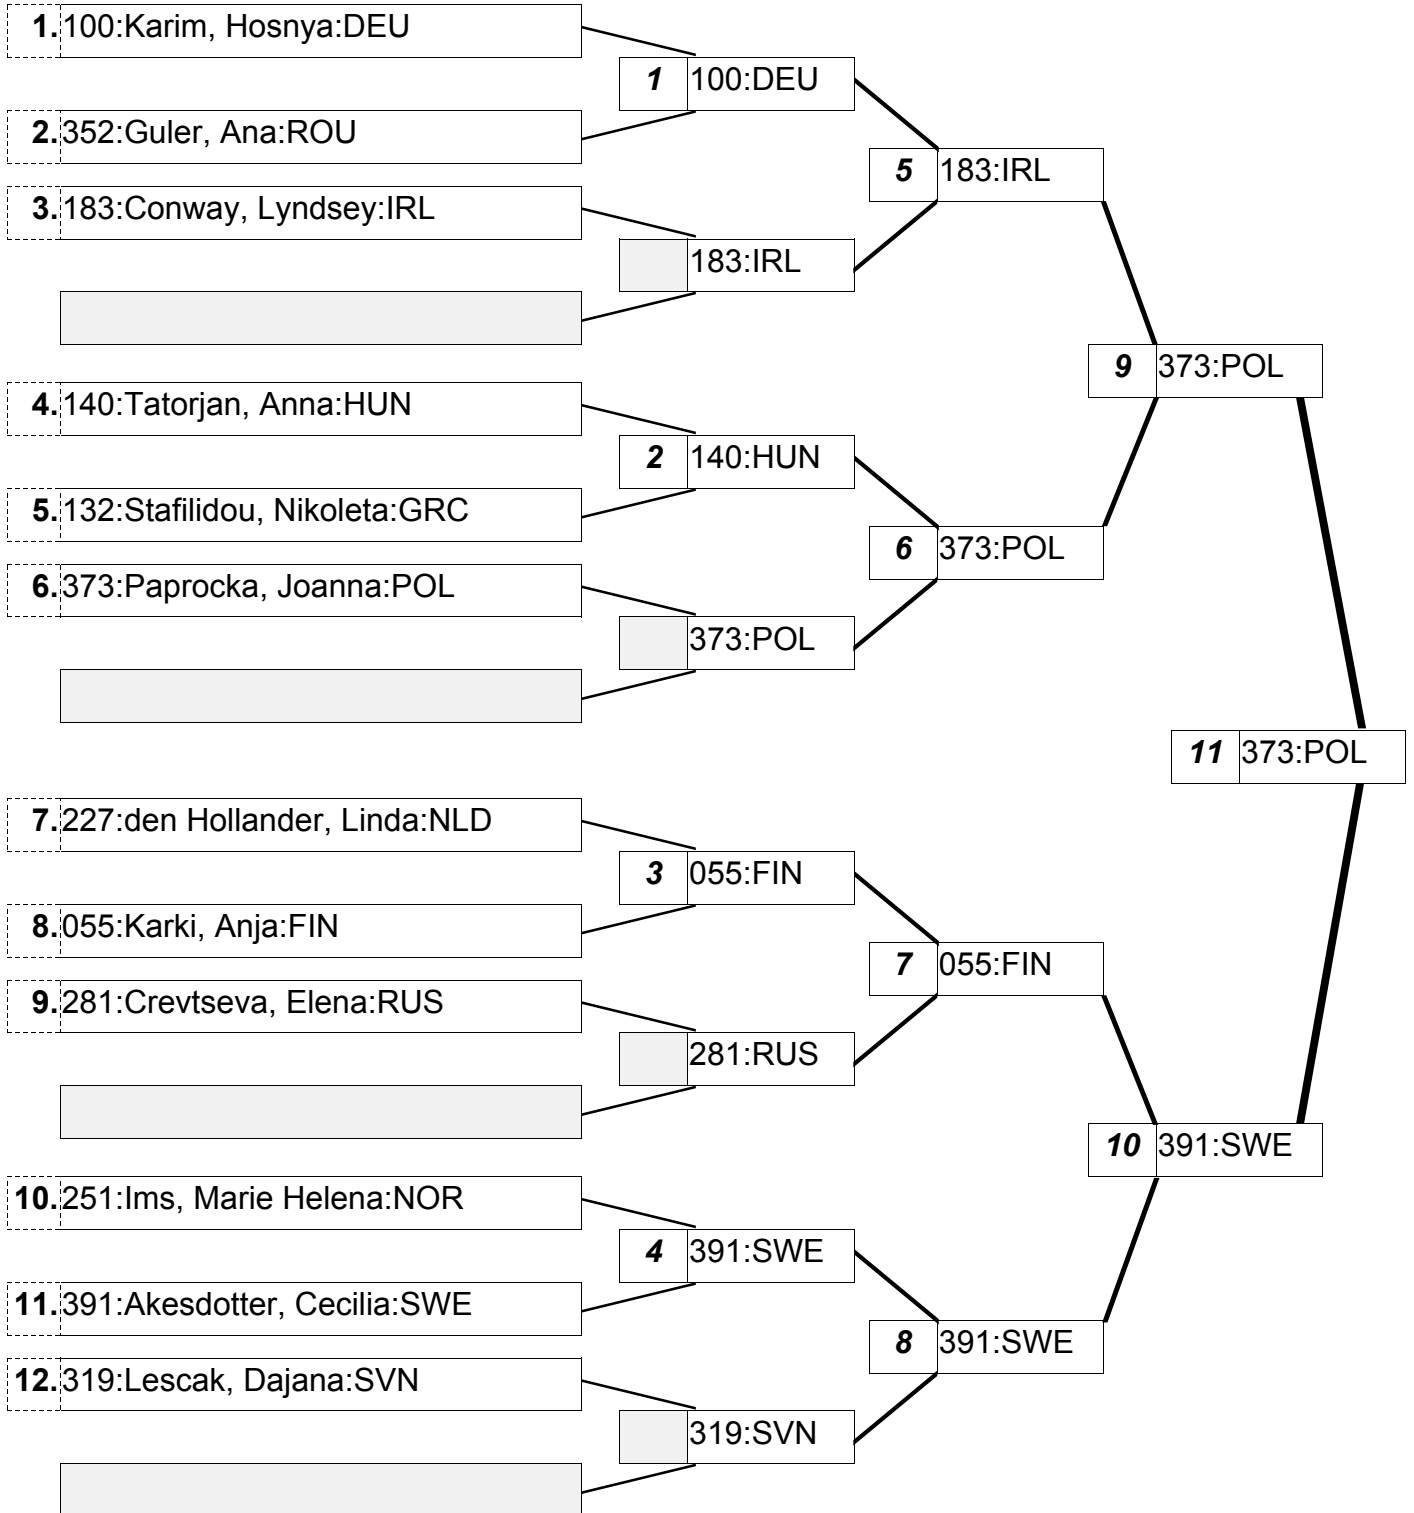 1. 100:Karim, Hosnya:DEU
1 100:DEU
2. 352:Guler, Ana:ROU
5 183:IRL
3. 183:Conway, Lyndsey:IRL
183:IRL
9 373:POL
4. 140:Tatorjan, Anna:HUN
2 140:HUN
5. 132:Stafilidou, Nikoleta:GRC
6 373:POL
6. 373:Paprocka, Joanna:POL
373:POL
11 373:POL
7. 227:den Hollander, Linda:NLD
3 055:FIN
8. 055:Karki, Anja:FIN
7 055:FIN
9. 281:Crevtseva, Elena:RUS
281:RUS
10 391:SWE
10. 251:Ims, Marie Helena:NOR
4 391:SWE
11. 391:Akesdotter, Cecilia:SWE
8 391:SWE
12. 319:Lescak, Dajana:SVN
319:SVN